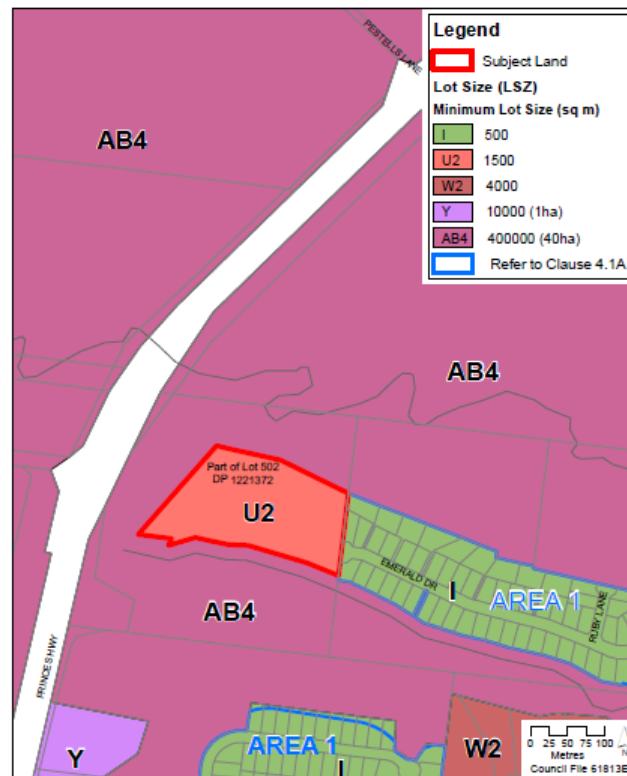 PESTELLS LANE
Legend
Subject Land
Lot Size (LSZ)
Minimum Lot Size (sq m)
I 500
U2 1500
W2 4000
Y 10000 (1ha)
AB4 400000 (40ha)
Refer to Clause 4.1A
AB4
AB4
Part of Lot 502
DP 1221372
U2
EMERALD DR
I
AREA 1
RUBY LANE
AB4
PRINCES HWY
Y
AREA 1
I
W2
0 25 50 75 100
Metres
N
Council File 61813E